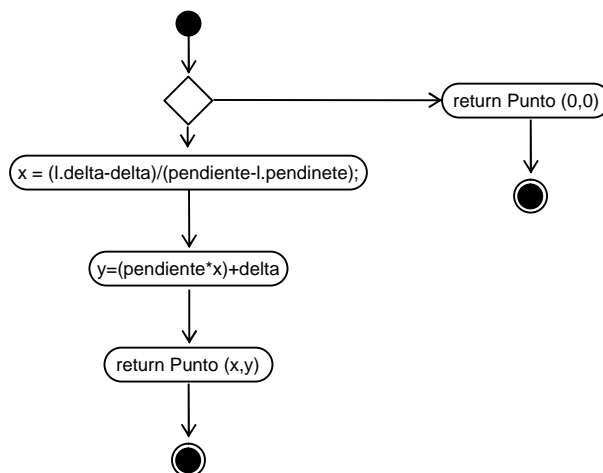 return Punto (0,0)
x = (l.delta-delta)/(pendiente-l.pendinete);
y=(pendiente*x)+delta
return Punto (x,y)